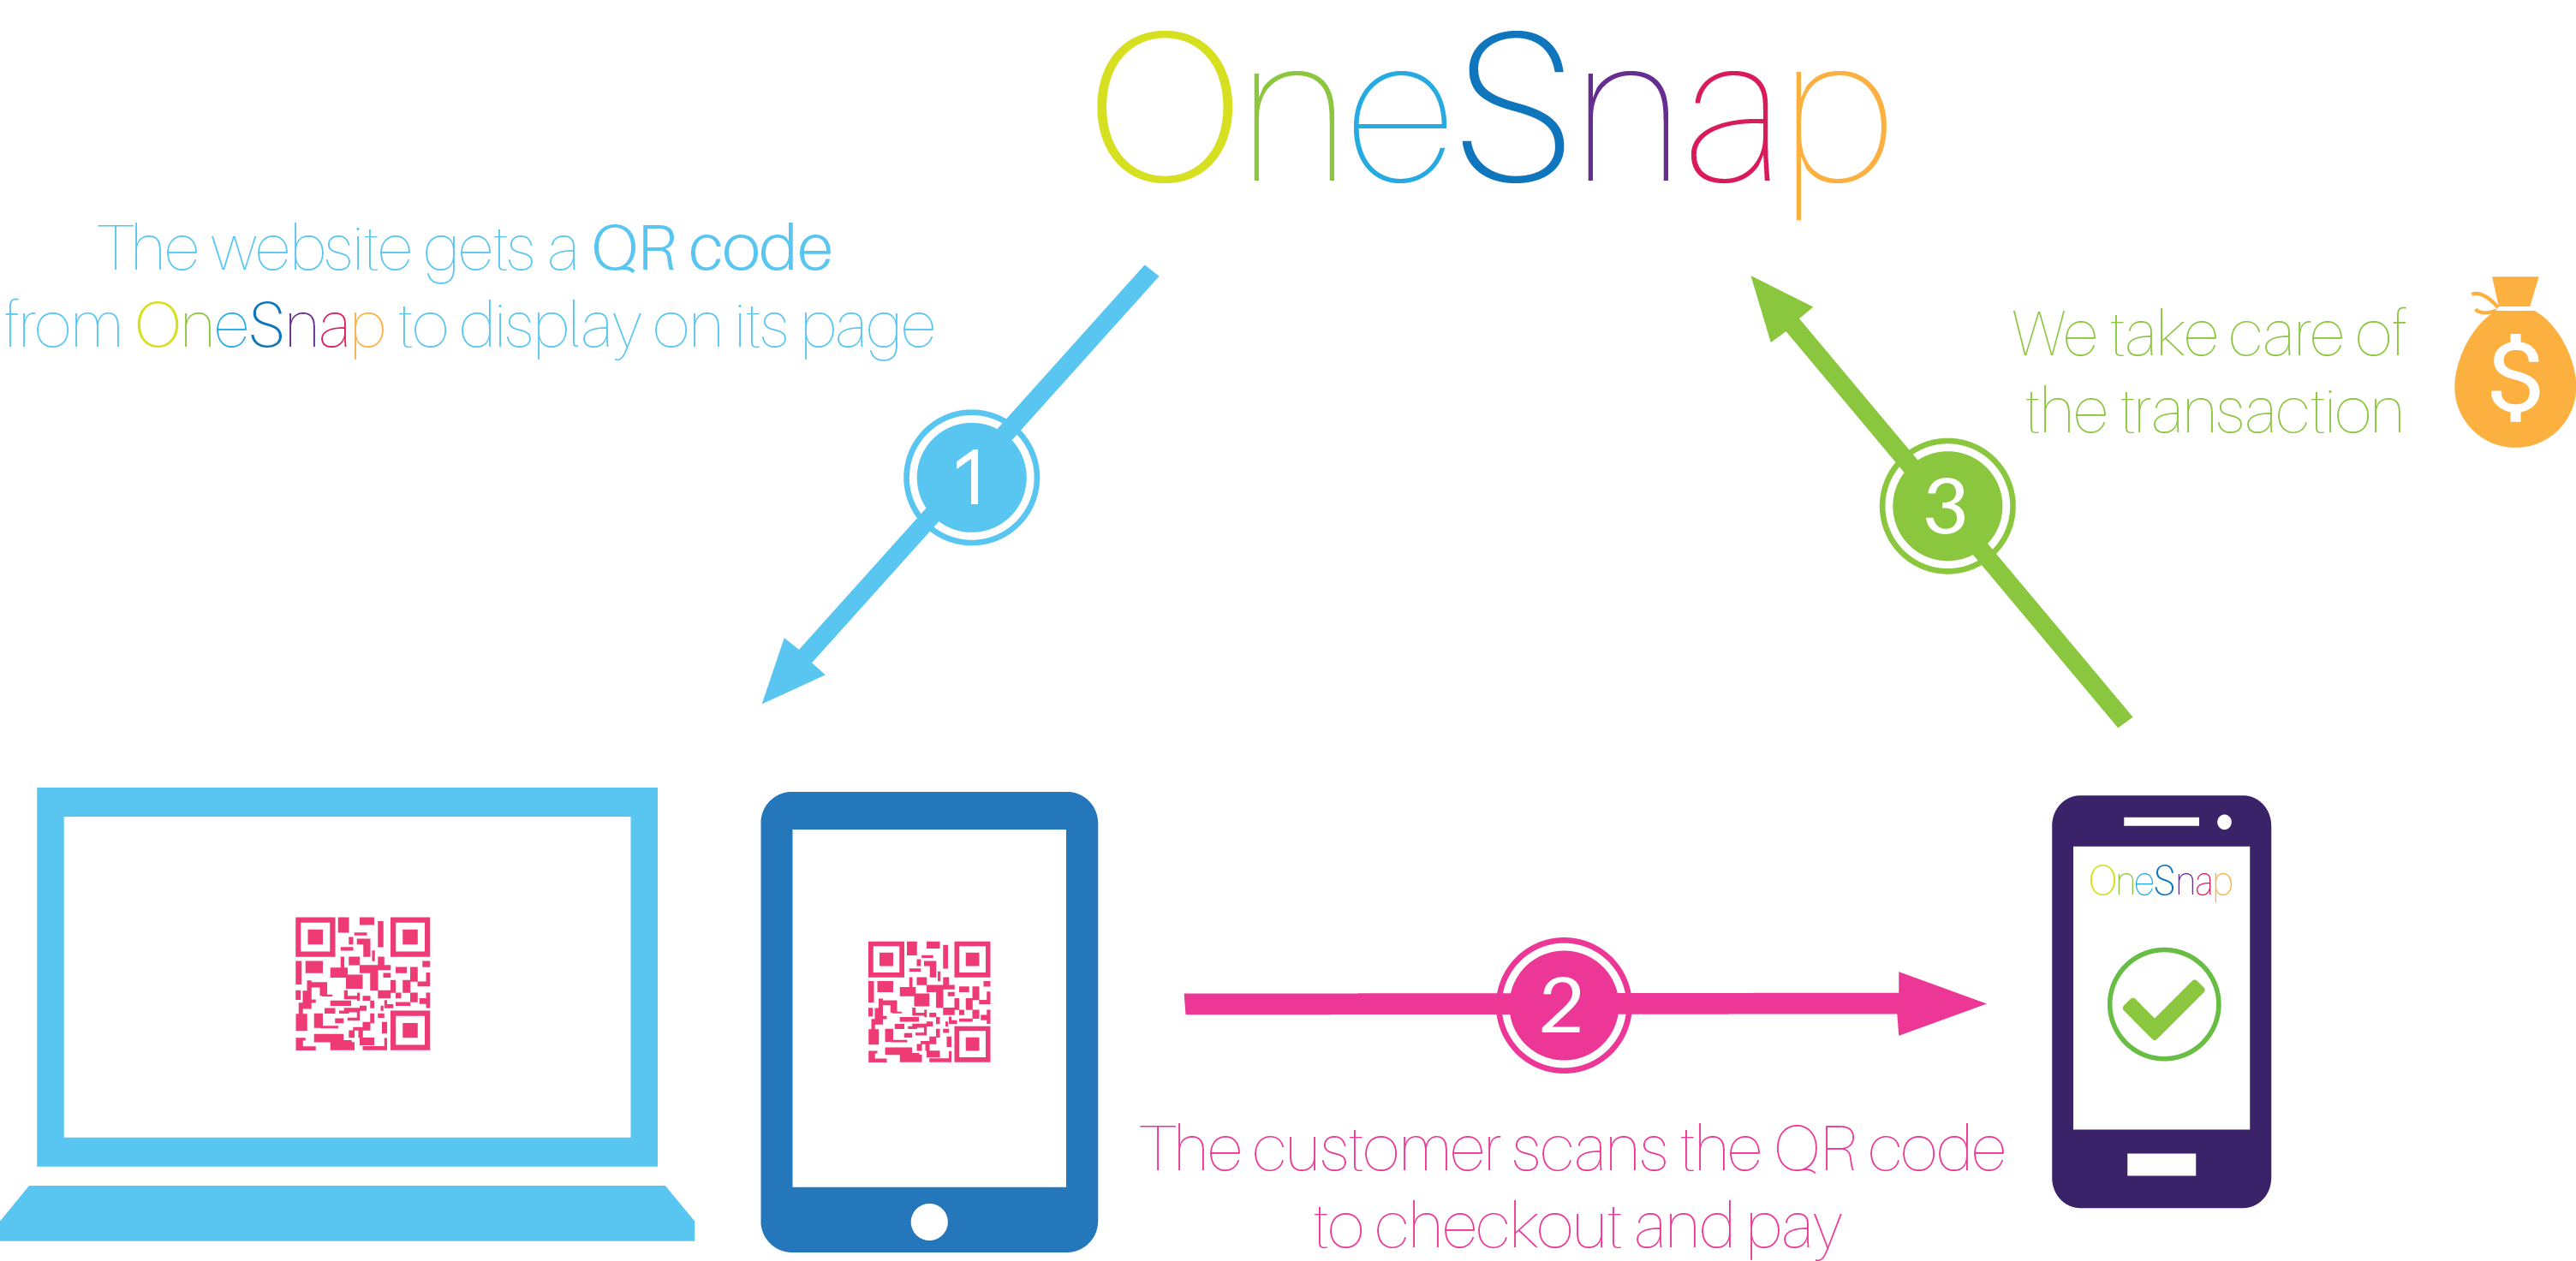 OneSnap
The website gets a QR code
from OneSnap to display on its page
1
We take care of
the transaction
$
3
OneSnap
2
The customer scans the QR code
to checkout and pay